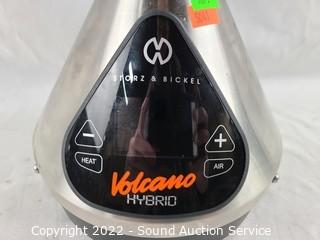 STORZ & BICKEL
−
+
HEAT
AIR
Volcano
HYBRID
Copyright 2022 - Sound Auction Service